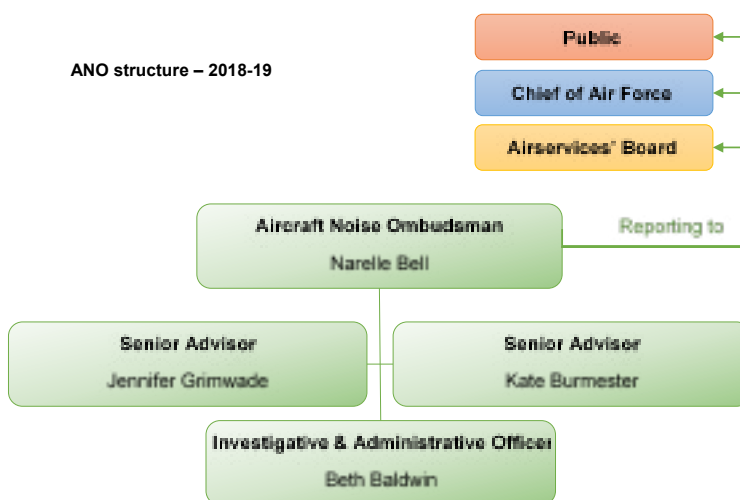 Public
ANO structure – 2018-19
Chief of Air Force
Airservices' Board
Aircraft Noise Ombudsman
Narelle Bell
Reporting to
Senior Advisor
Jennifer Grimwade
Senior Advisor
Kate Burmester
Investigative & Administrative Officer
Beth Baldwin